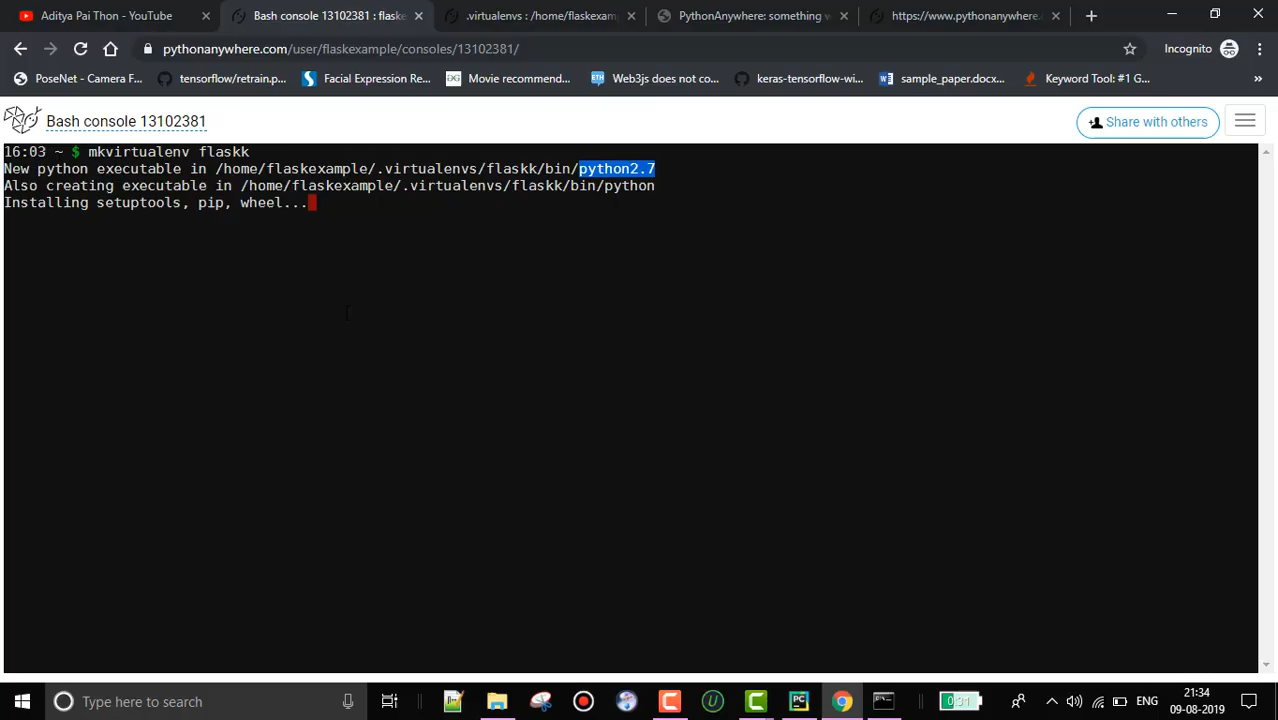 Aditya Pai Thon - YouTube
Bash console 13102381 : flaske
.virtualenvs : /home/flaskexam
PythonAnywhere: something w
https://www.pythonanywhere.c
pythonanywhere.com/user/flaskexample/consoles/13102381/
Incognito
PoseNet - Camera F...
tensorflow/retrain.p...
Facial Expression Re...
Movie recommend...
Web3js does not co...
keras-tensorflow-wi...
sample_paper.docx...
Keyword Tool: #1 G...
»
Bash console 13102381
Share with others
16:03 ~ $ mkvirtualenv flaskk
New python executable in /home/flaskexample/.virtualenvs/flaskk/bin/python2.7
Also creating executable in /home/flaskexample/.virtualenvs/flaskk/bin/python
Installing setuptools, pip, wheel...
Type here to search
0:31
ENG
21:34
09-08-2019